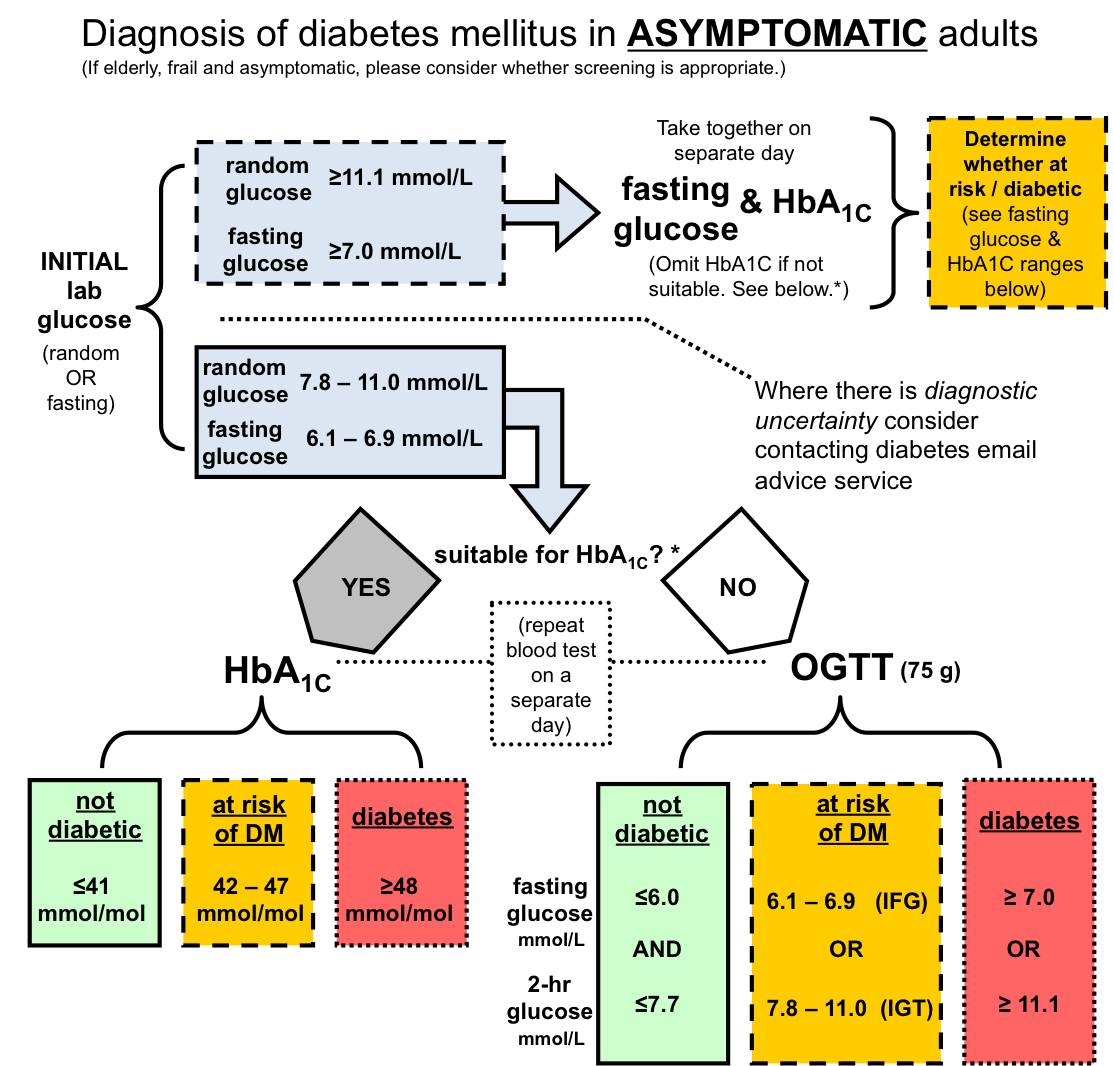 Diagnosis of diabetes mellitus in ASYMPTOMATIC adults
(If elderly, frail and asymptomatic, please consider whether screening is appropriate.)
INITIAL
lab
glucose
(random
OR
fasting)
random
glucose
≥11.1 mmol/L
fasting
glucose
≥7.0 mmol/L
Take together on
separate day
fasting
glucose
& HbA1C
(Omit HbA1C if not
suitable. See below.*)
Determine
whether at
risk / diabetic
(see fasting
glucose &
HbA1C ranges
below)
random
glucose
7.8 – 11.0 mmol/L
fasting
glucose
6.1 – 6.9 mmol/L
Where there is diagnostic
uncertainty consider
contacting diabetes email
advice service
suitable for HbA1C? *
YES
NO
(repeat
blood test
on a
separate
day)
HbA1C
OGTT (75 g)
not
diabetic
≤41
mmol/mol
at risk
of DM
42 – 47
mmol/mol
diabetes
≥48
mmol/mol
fasting
glucose
mmol/L
2-hr
glucose
mmol/L
not
diabetic
≤6.0
AND
≤7.7
at risk
of DM
6.1 – 6.9 (IFG)
OR
7.8 – 11.0 (IGT)
diabetes
≥ 7.0
OR
≥ 11.1